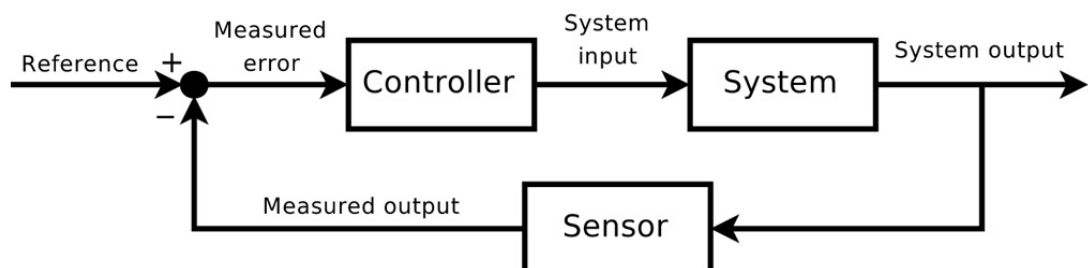 Reference
+
−
Measured
error
Controller
System
input
System
System output
Measured output
Sensor